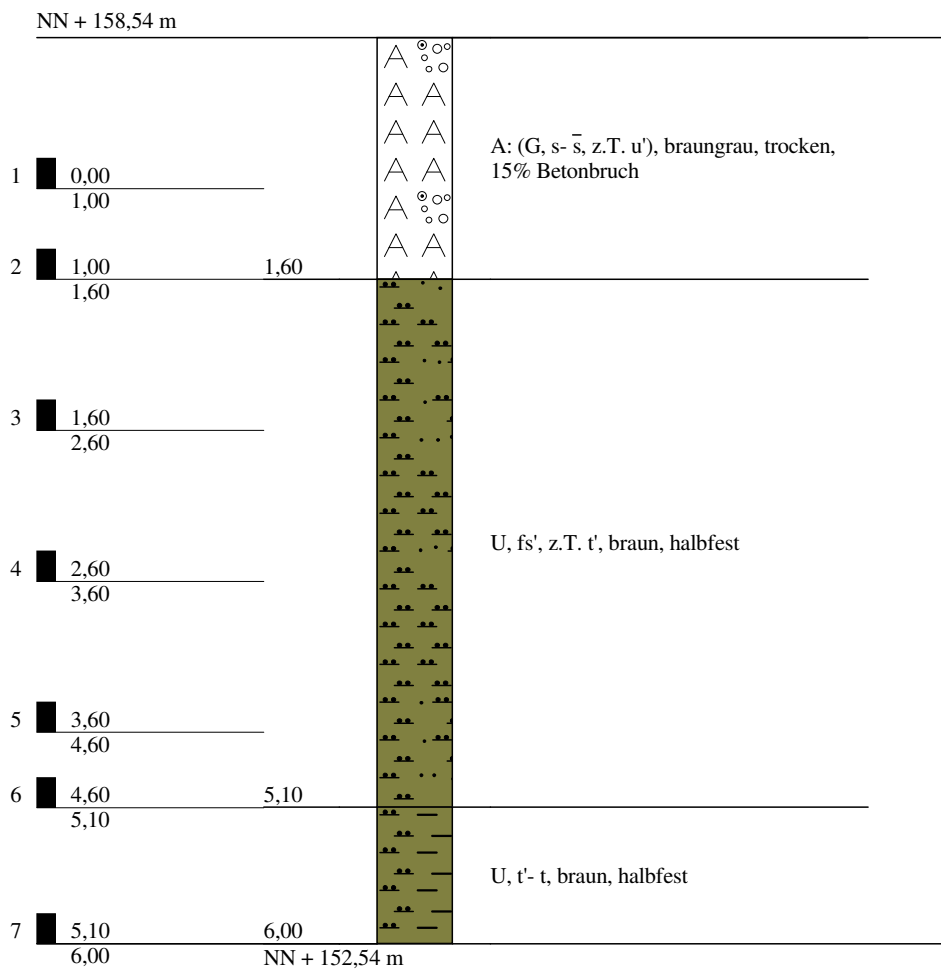 NN + 158,54 m
A: (G, s- s̅, z.T. u'), braungrau, trocken,
15% Betonbruch
1 0,00
1,00
2 1,00 1,60
1,60
3 1,60
2,60
U, fs', z.T. t', braun, halbfest
4 2,60
3,60
5 3,60
4,60
6 4,60 5,10
5,10
U, t'- t, braun, halbfest
7 5,10 6,00
6,00 NN + 152,54 m